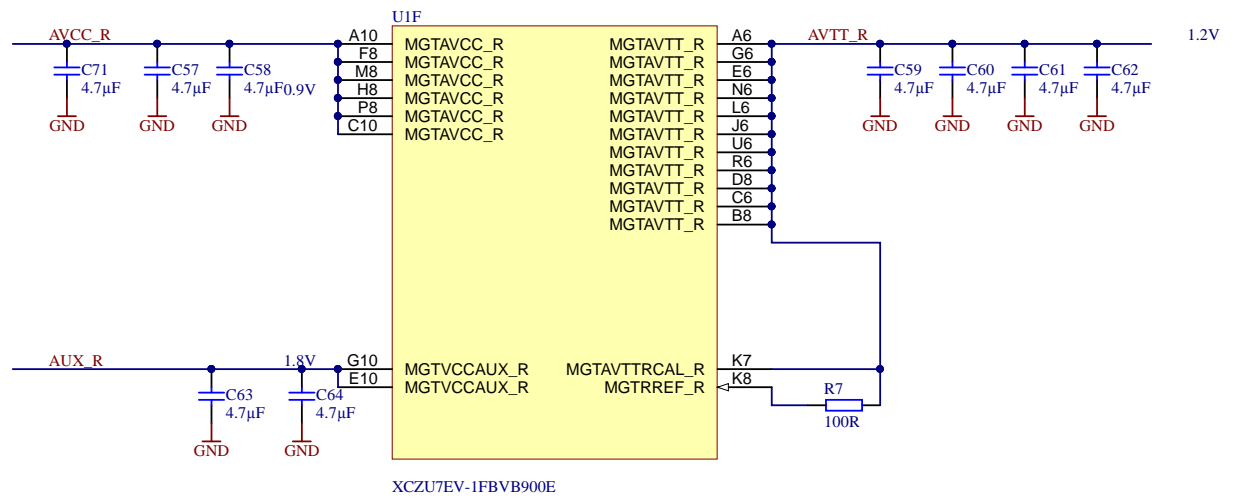 U1F
AVCC_R
A10 MGTAVCC_R
F8 MGTAVCC_R
M8 MGTAVCC_R
H8 MGTAVCC_R
P8 MGTAVCC_R
C10 MGTAVCC_R
C71
4.7µF
GND
C57
4.7µF
GND
C58
4.7µF
0.9V
GND
MGTAVTT_R A6
MGTAVTT_R G6
MGTAVTT_R E6
MGTAVTT_R N6
MGTAVTT_R L6
MGTAVTT_R J6
MGTAVTT_R U6
MGTAVTT_R R6
MGTAVTT_R D8
MGTAVTT_R C6
MGTAVTT_R B8
AVTT_R
1.2V
C59
4.7µF
GND
C60
4.7µF
GND
C61
4.7µF
GND
C62
4.7µF
GND
AUX_R
1.8V
G10 MGTVCCAUX_R
E10 MGTVCCAUX_R
C63
4.7µF
GND
C64
4.7µF
GND
MGTAVTTRCAL_R K7
MGTRREF_R K8
R7
100R
XCZU7EV-1FBVB900E